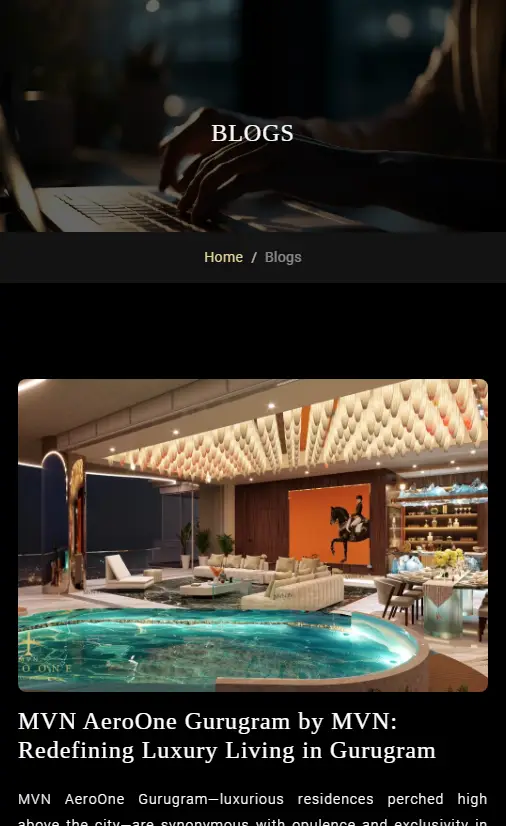 BLOGS
Home / Blogs
MVN AeroOne Gurugram by MVN:
Redefining Luxury Living in Gurugram
MVN AeroOne Gurugram—luxurious residences perched high
above the city—are synonymous with opulence and exclusivity in